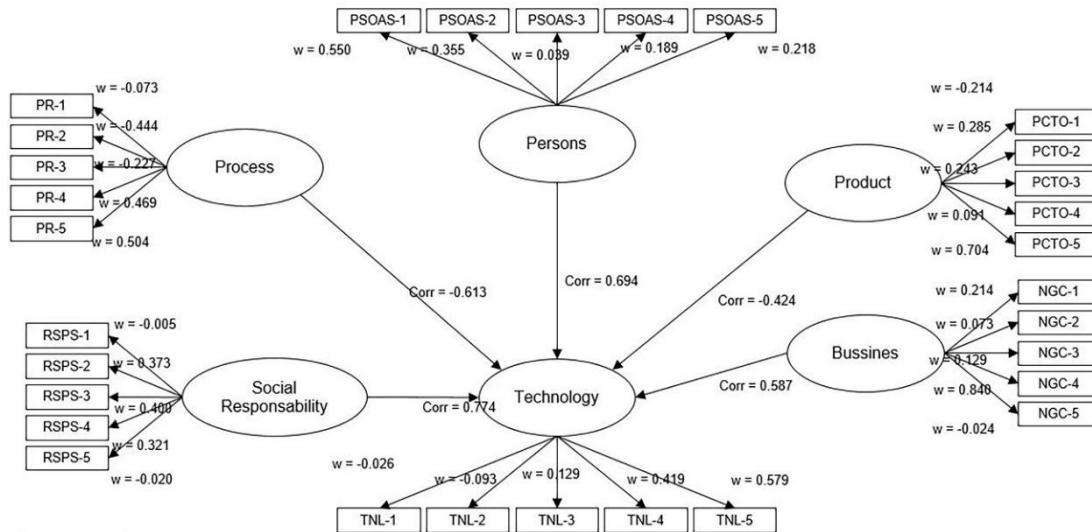 PSOAS-1 PSOAS-2 PSOAS-3 PSOAS-4 PSOAS-5
w = 0.550 w = 0.355 w = 0.039 w = 0.189 w = 0.218
w = -0.073
PR-1
w = -0.444
PR-2
w = -0.227
PR-3
w = 0.469
PR-4
w = 0.504
PR-5
Process
Persons
Product
w = -0.214
PCTO-1
w = 0.285
PCTO-2
w = 0.243
PCTO-3
w = 0.091
PCTO-4
w = 0.704
PCTO-5
Corr = -0.613
Corr = 0.694
Corr = -0.424
w = -0.005
RSPS-1
w = 0.373
RSPS-2
w = 0.400
RSPS-3
w = 0.321
RSPS-4
w = -0.020
RSPS-5
Social
Responsability
Corr = 0.774
Technology
Corr = 0.587
Bussines
w = 0.214
NGC-1
w = 0.073
NGC-2
w = 0.129
NGC-3
w = 0.840
NGC-4
w = -0.024
NGC-5
w = -0.026 w = -0.093 w = 0.129 w = 0.419 w = 0.579
TNL-1 TNL-2 TNL-3 TNL-4 TNL-5